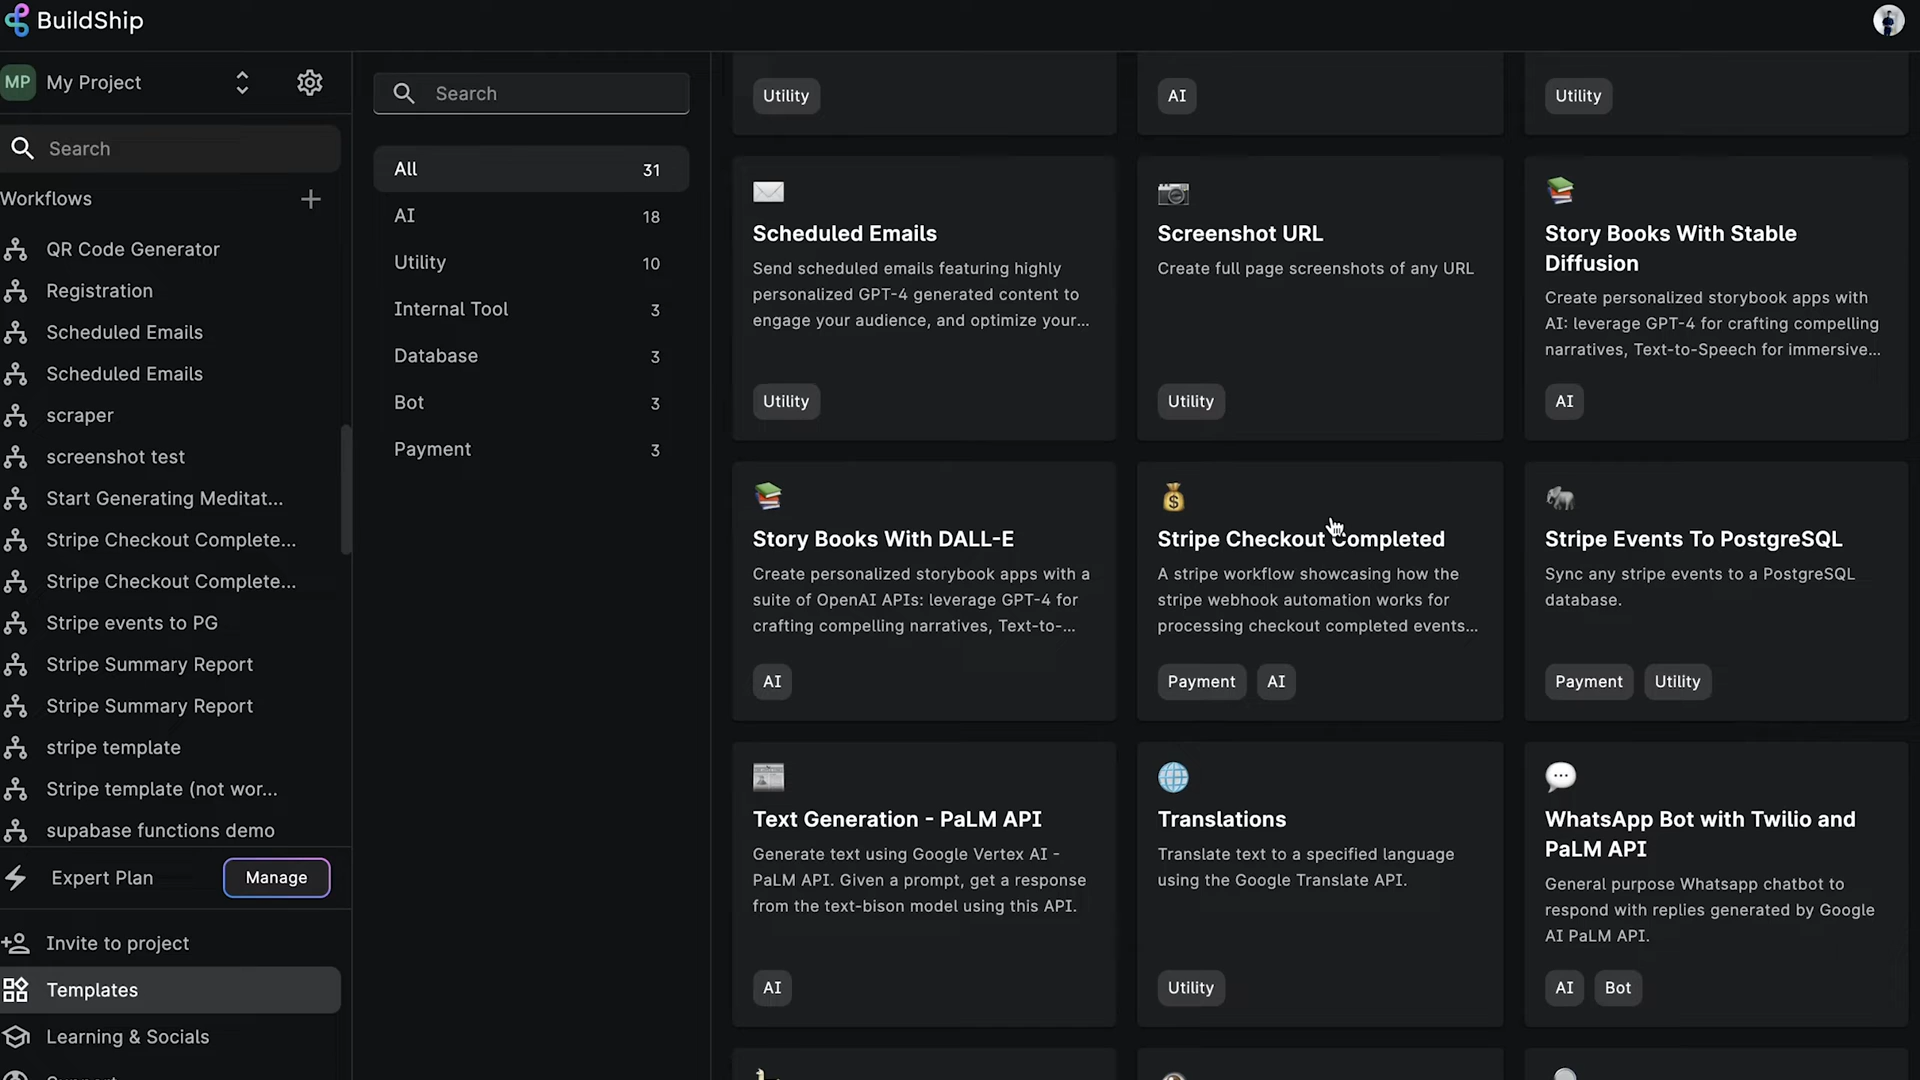 BuildShip
MP My Project
Search
Workflows
QR Code Generator
Registration
Scheduled Emails
Scheduled Emails
scraper
screenshot test
Start Generating Meditat...
Stripe Checkout Complete...
Stripe Checkout Complete...
Stripe events to PG
Stripe Summary Report
Stripe Summary Report
stripe template
Stripe template (not wor...
supabase functions demo
Expert Plan
Manage
Invite to project
Templates
Learning & Socials
Search
All 31
AI 18
Utility 10
Internal Tool 3
Database 3
Bot 3
Payment 3
Utility
AI
Utility
Scheduled Emails
Send scheduled emails featuring highly
personalized GPT-4 generated content to
engage your audience, and optimize your...
Utility
Screenshot URL
Create full page screenshots of any URL
Utility
Story Books With Stable
Diffusion
Create personalized storybook apps with
AI: leverage GPT-4 for crafting compelling
narratives, Text-to-Speech for immersive...
AI
Story Books With DALL-E
Create personalized storybook apps with a
suite of OpenAI APIs: leverage GPT-4 for
crafting compelling narratives, Text-to-...
AI
Stripe Checkout Completed
A stripe workflow showcasing how the
stripe webhook automation works for
processing checkout completed events...
Payment AI
Stripe Events To PostgreSQL
Sync any stripe events to a PostgreSQL
database.
Payment Utility
Text Generation - PaLM API
Generate text using Google Vertex AI -
PaLM API. Given a prompt, get a response
from the text-bison model using this API.
AI
Translations
Translate text to a specified language
using the Google Translate API.
Utility
WhatsApp Bot with Twilio and
PaLM API
General purpose Whatsapp chatbot to
respond with replies generated by Google
AI PaLM API.
AI Bot